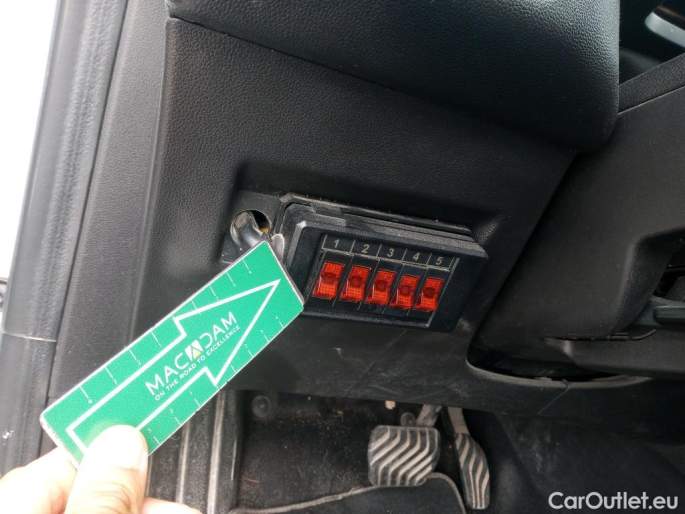 1 2 3 4 5
MACADAM
ON THE ROAD TO EXCELLENCE
CarOutlet.eu